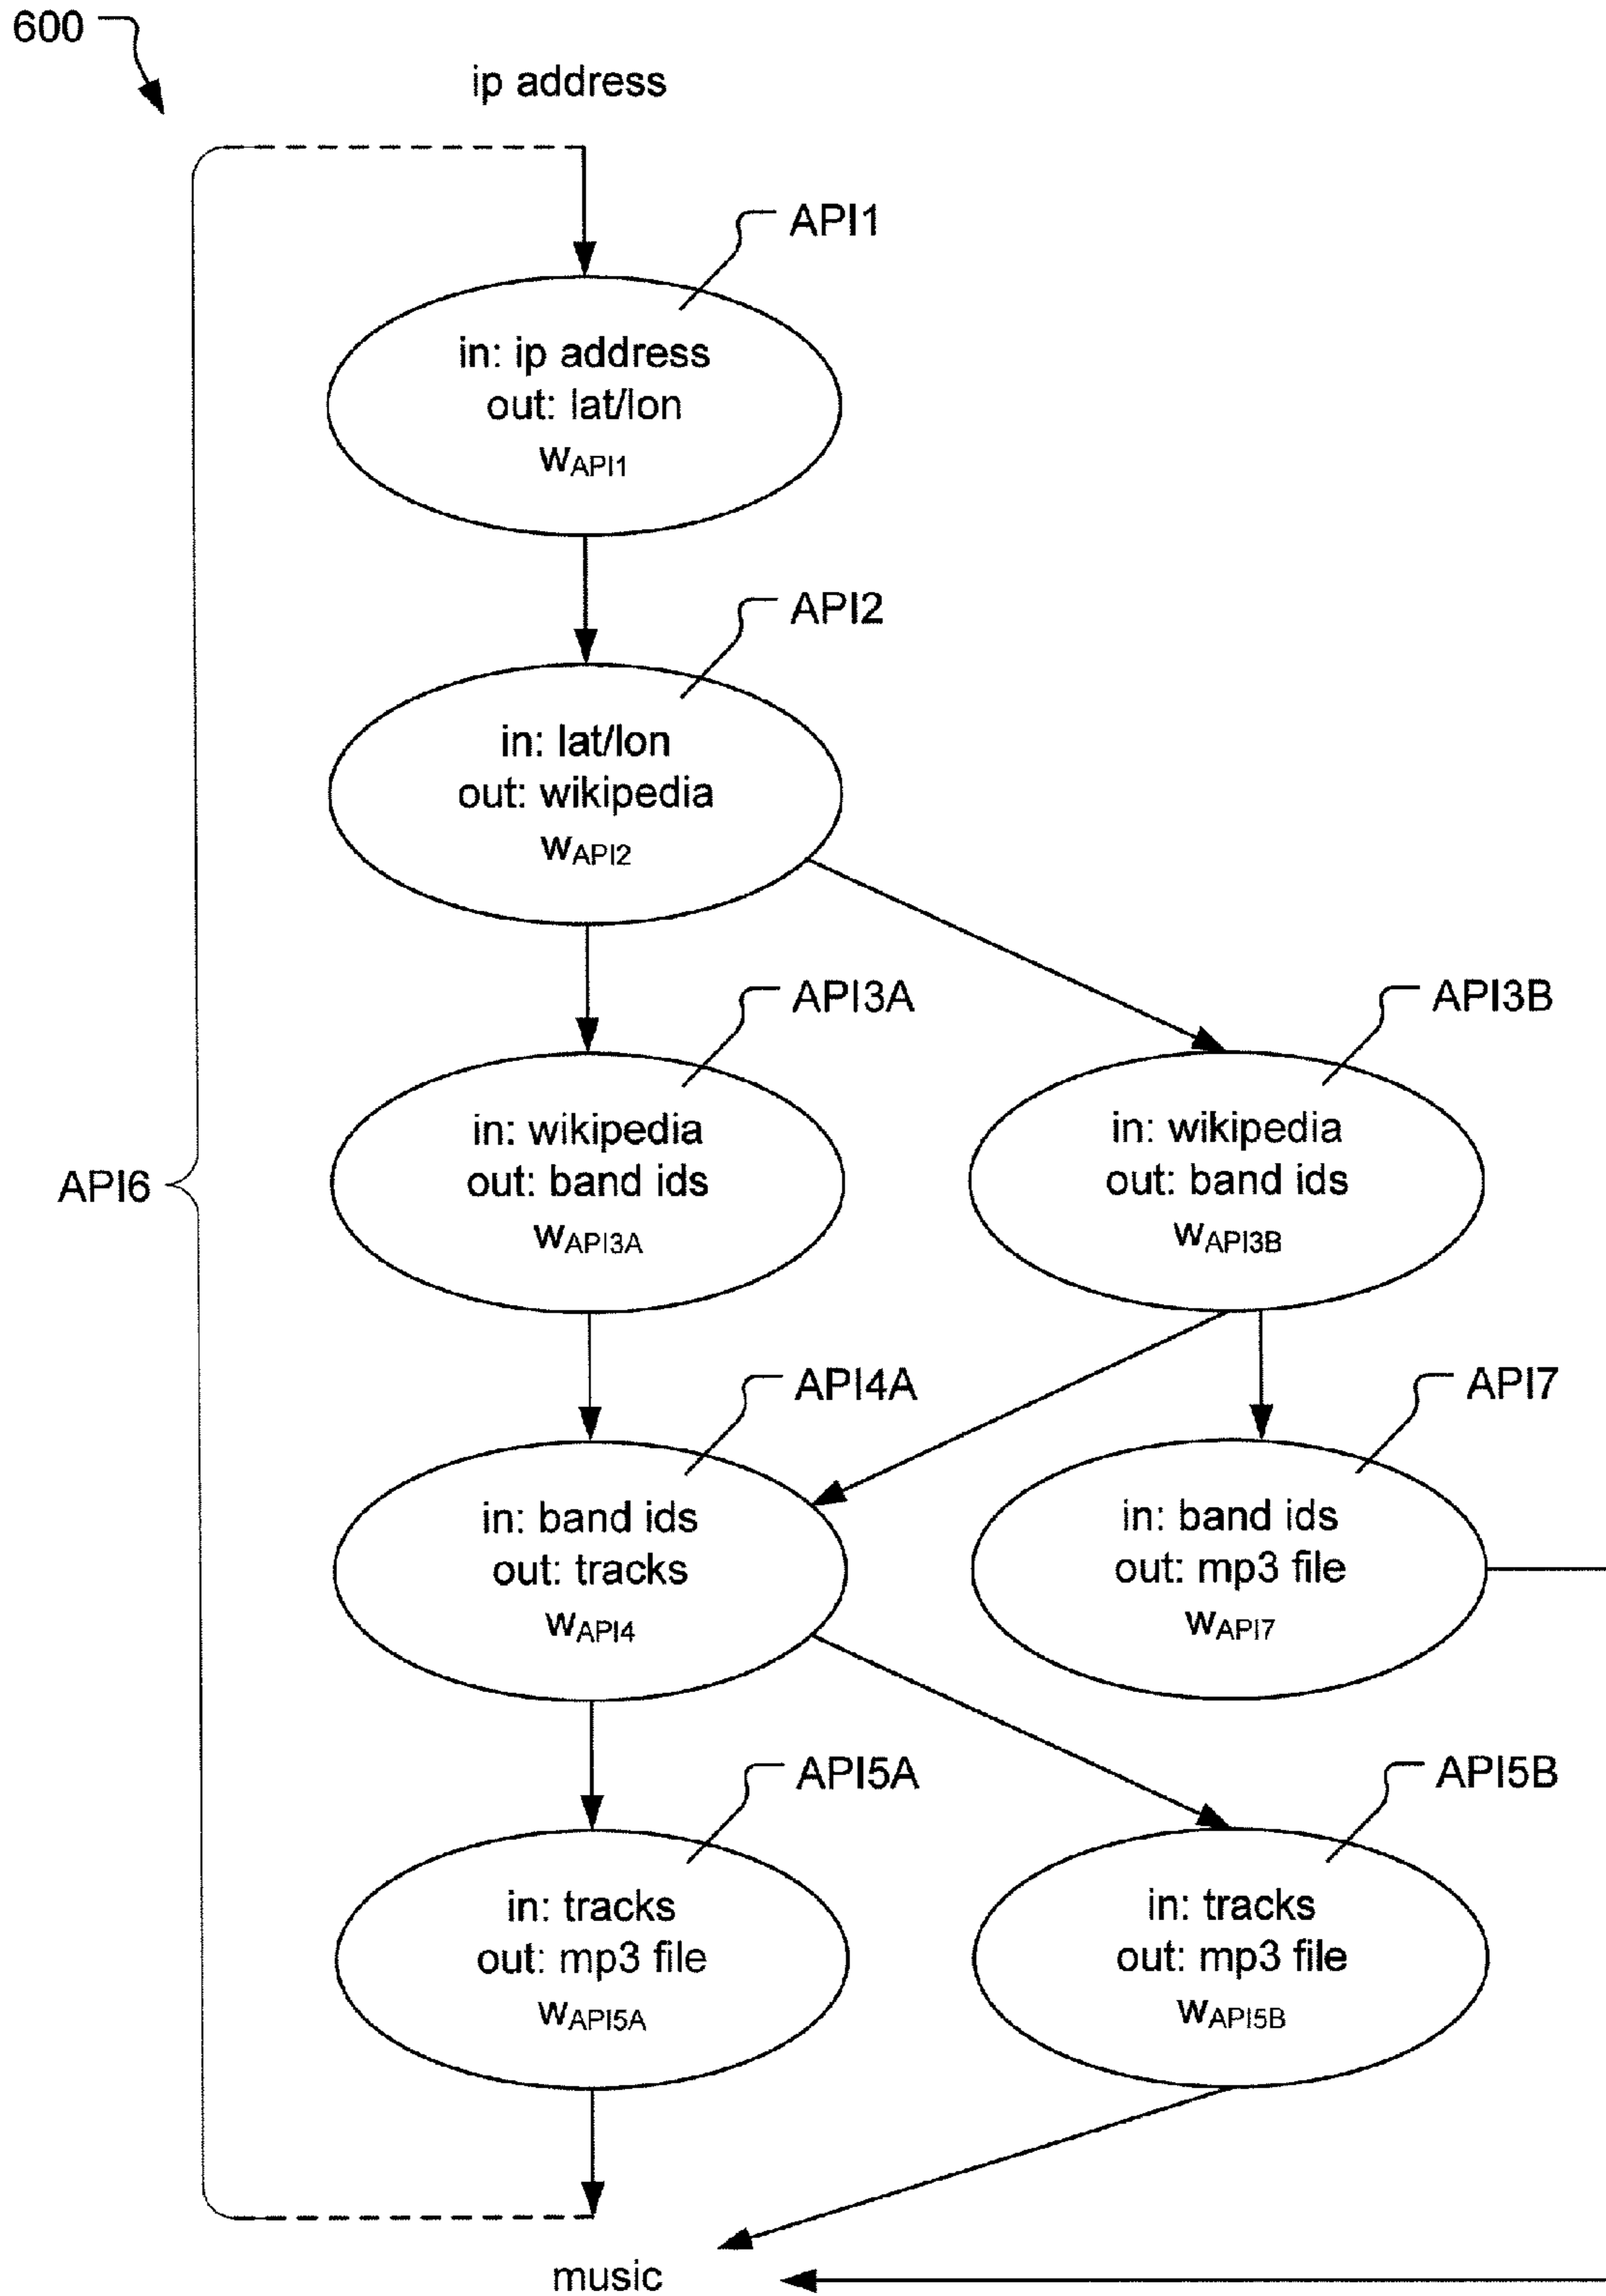 600
ip address
API1
in: ip address
out: lat/lon
wAPI1
API2
in: lat/lon
out: wikipedia
wAPI2
API3A
API3B
in: wikipedia
out: band ids
wAPI3A
in: wikipedia
out: band ids
wAPI3B
API6
API4A
API7
in: band ids
out: tracks
wAPI4
in: band ids
out: mp3 file
wAPI7
API5A
API5B
in: tracks
out: mp3 file
wAPI5A
in: tracks
out: mp3 file
wAPI5B
music